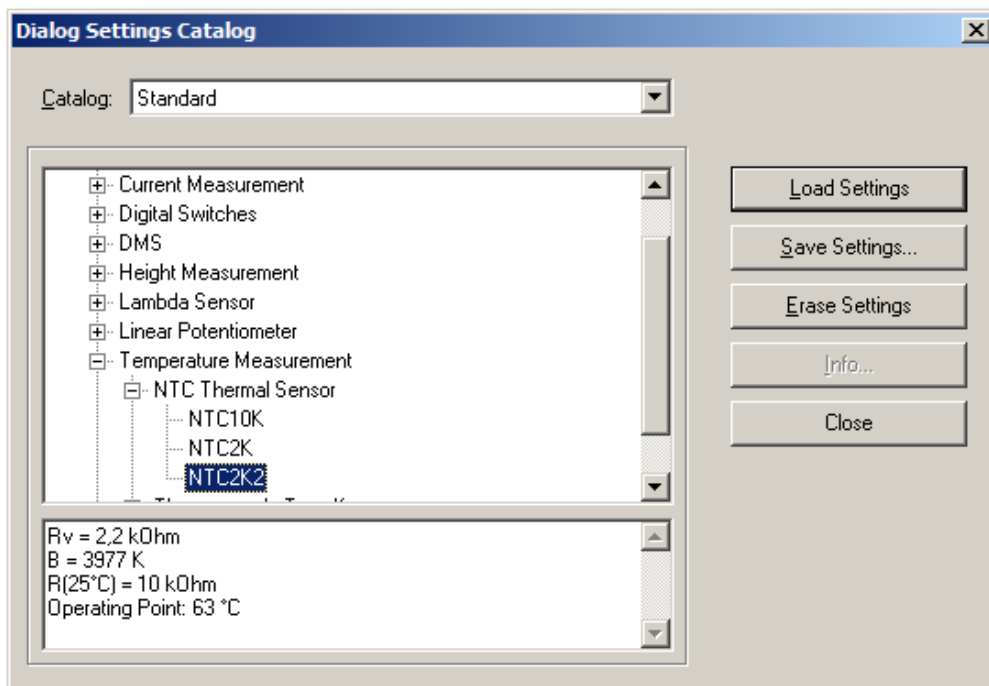 Dialog Settings Catalog
Catalog: Standard
Current Measurement
Digital Switches
DMS
Height Measurement
Lambda Sensor
Linear Potentiometer
Temperature Measurement
NTC Thermal Sensor
NTC10K
NTC2K
NTC2K2
Rv = 2,2 kOhm
B = 3977 K
R(25°C) = 10 kOhm
Operating Point: 63 °C
Load Settings
Save Settings...
Erase Settings
Info...
Close